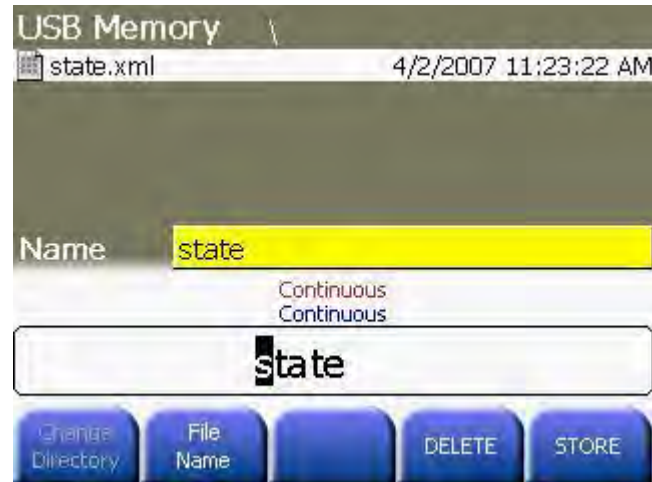 USB Memory \
state.xml 4/2/2007 11:23:22 AM
Name state
Continuous
Continuous
state
Change Directory
File Name
DELETE
STORE